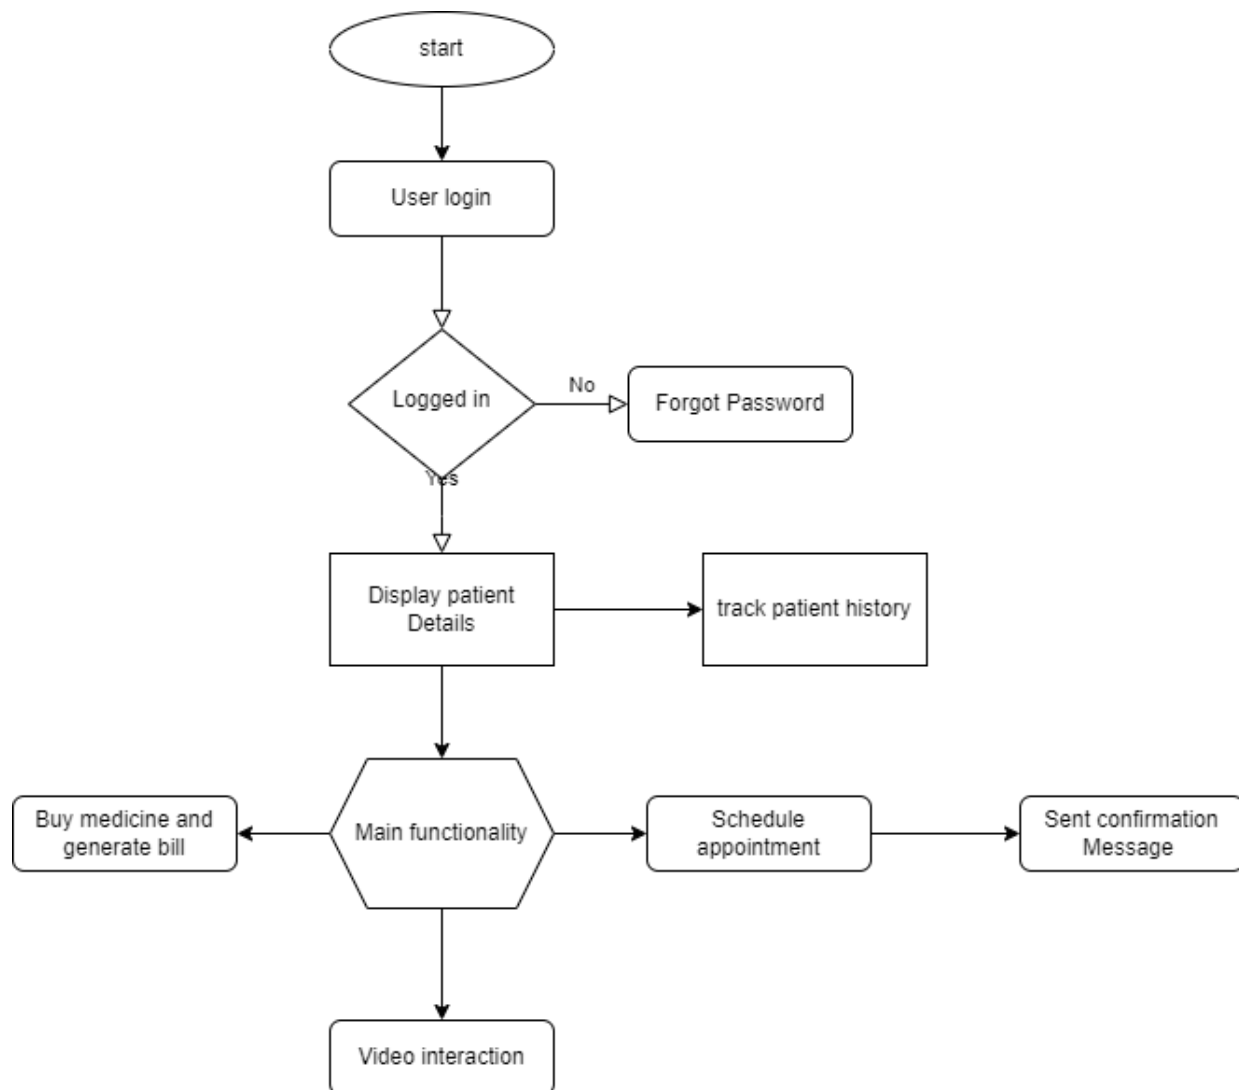 start
User login
Logged in
No
Forgot Password
Yes
Display patient
Details
track patient history
Main functionality
Buy medicine and
generate bill
Schedule
appointment
Sent confirmation
Message
Video interaction